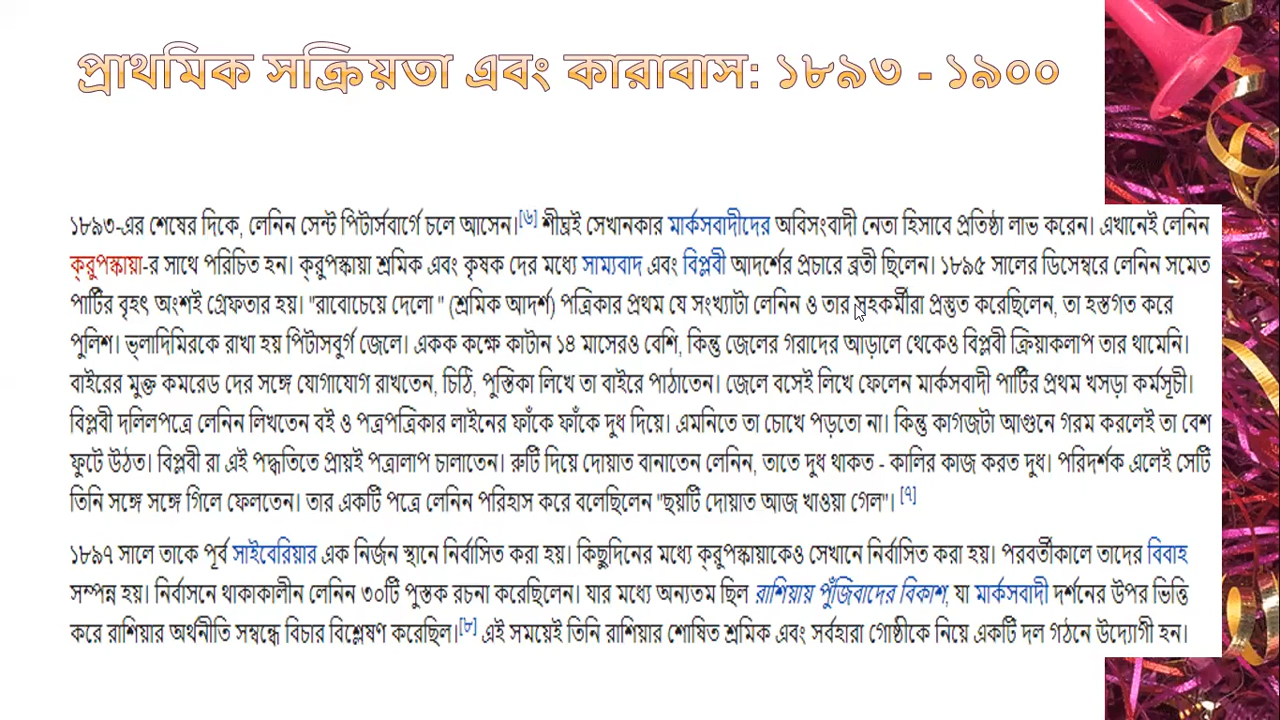 প্রাথমিক সক্রিয়তা এবং কারাবাস: ১৮৯৩ - ১৯০০
১৮৯৩-এর শেষের দিকে, লেনিন সেন্ট পিটার্সবার্গে চলে আসেন।[৬] শীঘ্রই সেখানকার মার্কসবাদীদের অবিসংবাদী নেতা হিসাবে প্রতিষ্ঠা লাভ করেন। এখানেই লেনিন
ক্রুপস্কায়া-র সাথে পরিচিত হন। ক্রুপস্কায়া শ্রমিক এবং কৃষক দের মধ্যে সাম্যবাদ এবং বিপ্লবী আদর্শের প্রচারে ব্রতী ছিলেন। ১৮৯৫ সালের ডিসেম্বরে লেনিন সমেত
পার্টির বৃহৎ অংশই গ্রেফতার হয়। "রাবোচেয়ে দেলো " (শ্রমিক আদর্শ) পত্রিকার প্রথম যে সংখ্যাটা লেনিন ও তার সহকর্মীরা প্রস্তুত করেছিলেন, তা হস্তগত করে
পুলিশ। ভ্লাদিমিরকে রাখা হয় পিটাসবুর্গ জেলে। একক কক্ষে কাটান ১৪ মাসেরও বেশি, কিন্তু জেলের গরাদের আড়ালে থেকেও বিপ্লবী ক্রিয়াকলাপ তার থামেনি।
বাইরের মুক্ত কমরেড দের সঙ্গে যোগাযোগ রাখতেন, চিঠি, পুস্তিকা লিখে তা বাইরে পাঠাতেন। জেলে বসেই লিখে ফেলেন মার্কসবাদী পার্টির প্রথম খসড়া কর্মসূচী।
বিপ্লবী দলিলপত্রে লেনিন লিখতেন বই ও পত্রপত্রিকার লাইনের ফাঁকে ফাঁকে দুধ দিয়ে। এমনিতে তা চোখে পড়তো না। কিন্তু কাগজটা আগুনে গরম করলেই তা বেশ
ফুটে উঠত। বিপ্লবী রা এই পদ্ধতিতে প্রায়ই পত্রালাপ চালাতেন। রুটি দিয়ে দোয়াত বানাতেন লেনিন, তাতে দুধ থাকত - কালির কাজ করত দুধ। পরিদর্শক এলেই সেটি
তিনি সঙ্গে সঙ্গে গিলে ফেলতেন। তার একটি পত্রে লেনিন পরিহাস করে বলেছিলেন "ছয়টি দোয়াত আজ খাওয়া গেল"। [৭]
১৮৯৭ সালে তাকে পূর্ব সাইবেরিয়ার এক নির্জন স্থানে নির্বাসিত করা হয়। কিছুদিনের মধ্যে ক্রুপস্কায়াকেও সেখানে নির্বাসিত করা হয়। পরবর্তীকালে তাদের বিবাহ
সম্পন্ন হয়। নির্বাসনে থাকাকালীন লেনিন ৩০টি পুস্তক রচনা করেছিলেন। যার মধ্যে অন্যতম ছিল রাশিয়ায় পুঁজিবাদের বিকাশ, যা মার্কসবাদী দর্শনের উপর ভিত্তি
করে রাশিয়ার অর্থনীতি সম্বন্ধে বিচার বিশ্লেষণ করেছিল।[৮] এই সময়েই তিনি রাশিয়ার শোষিত শ্রমিক এবং সর্বহারা গোষ্ঠীকে নিয়ে একটি দল গঠনে উদ্যোগী হন।